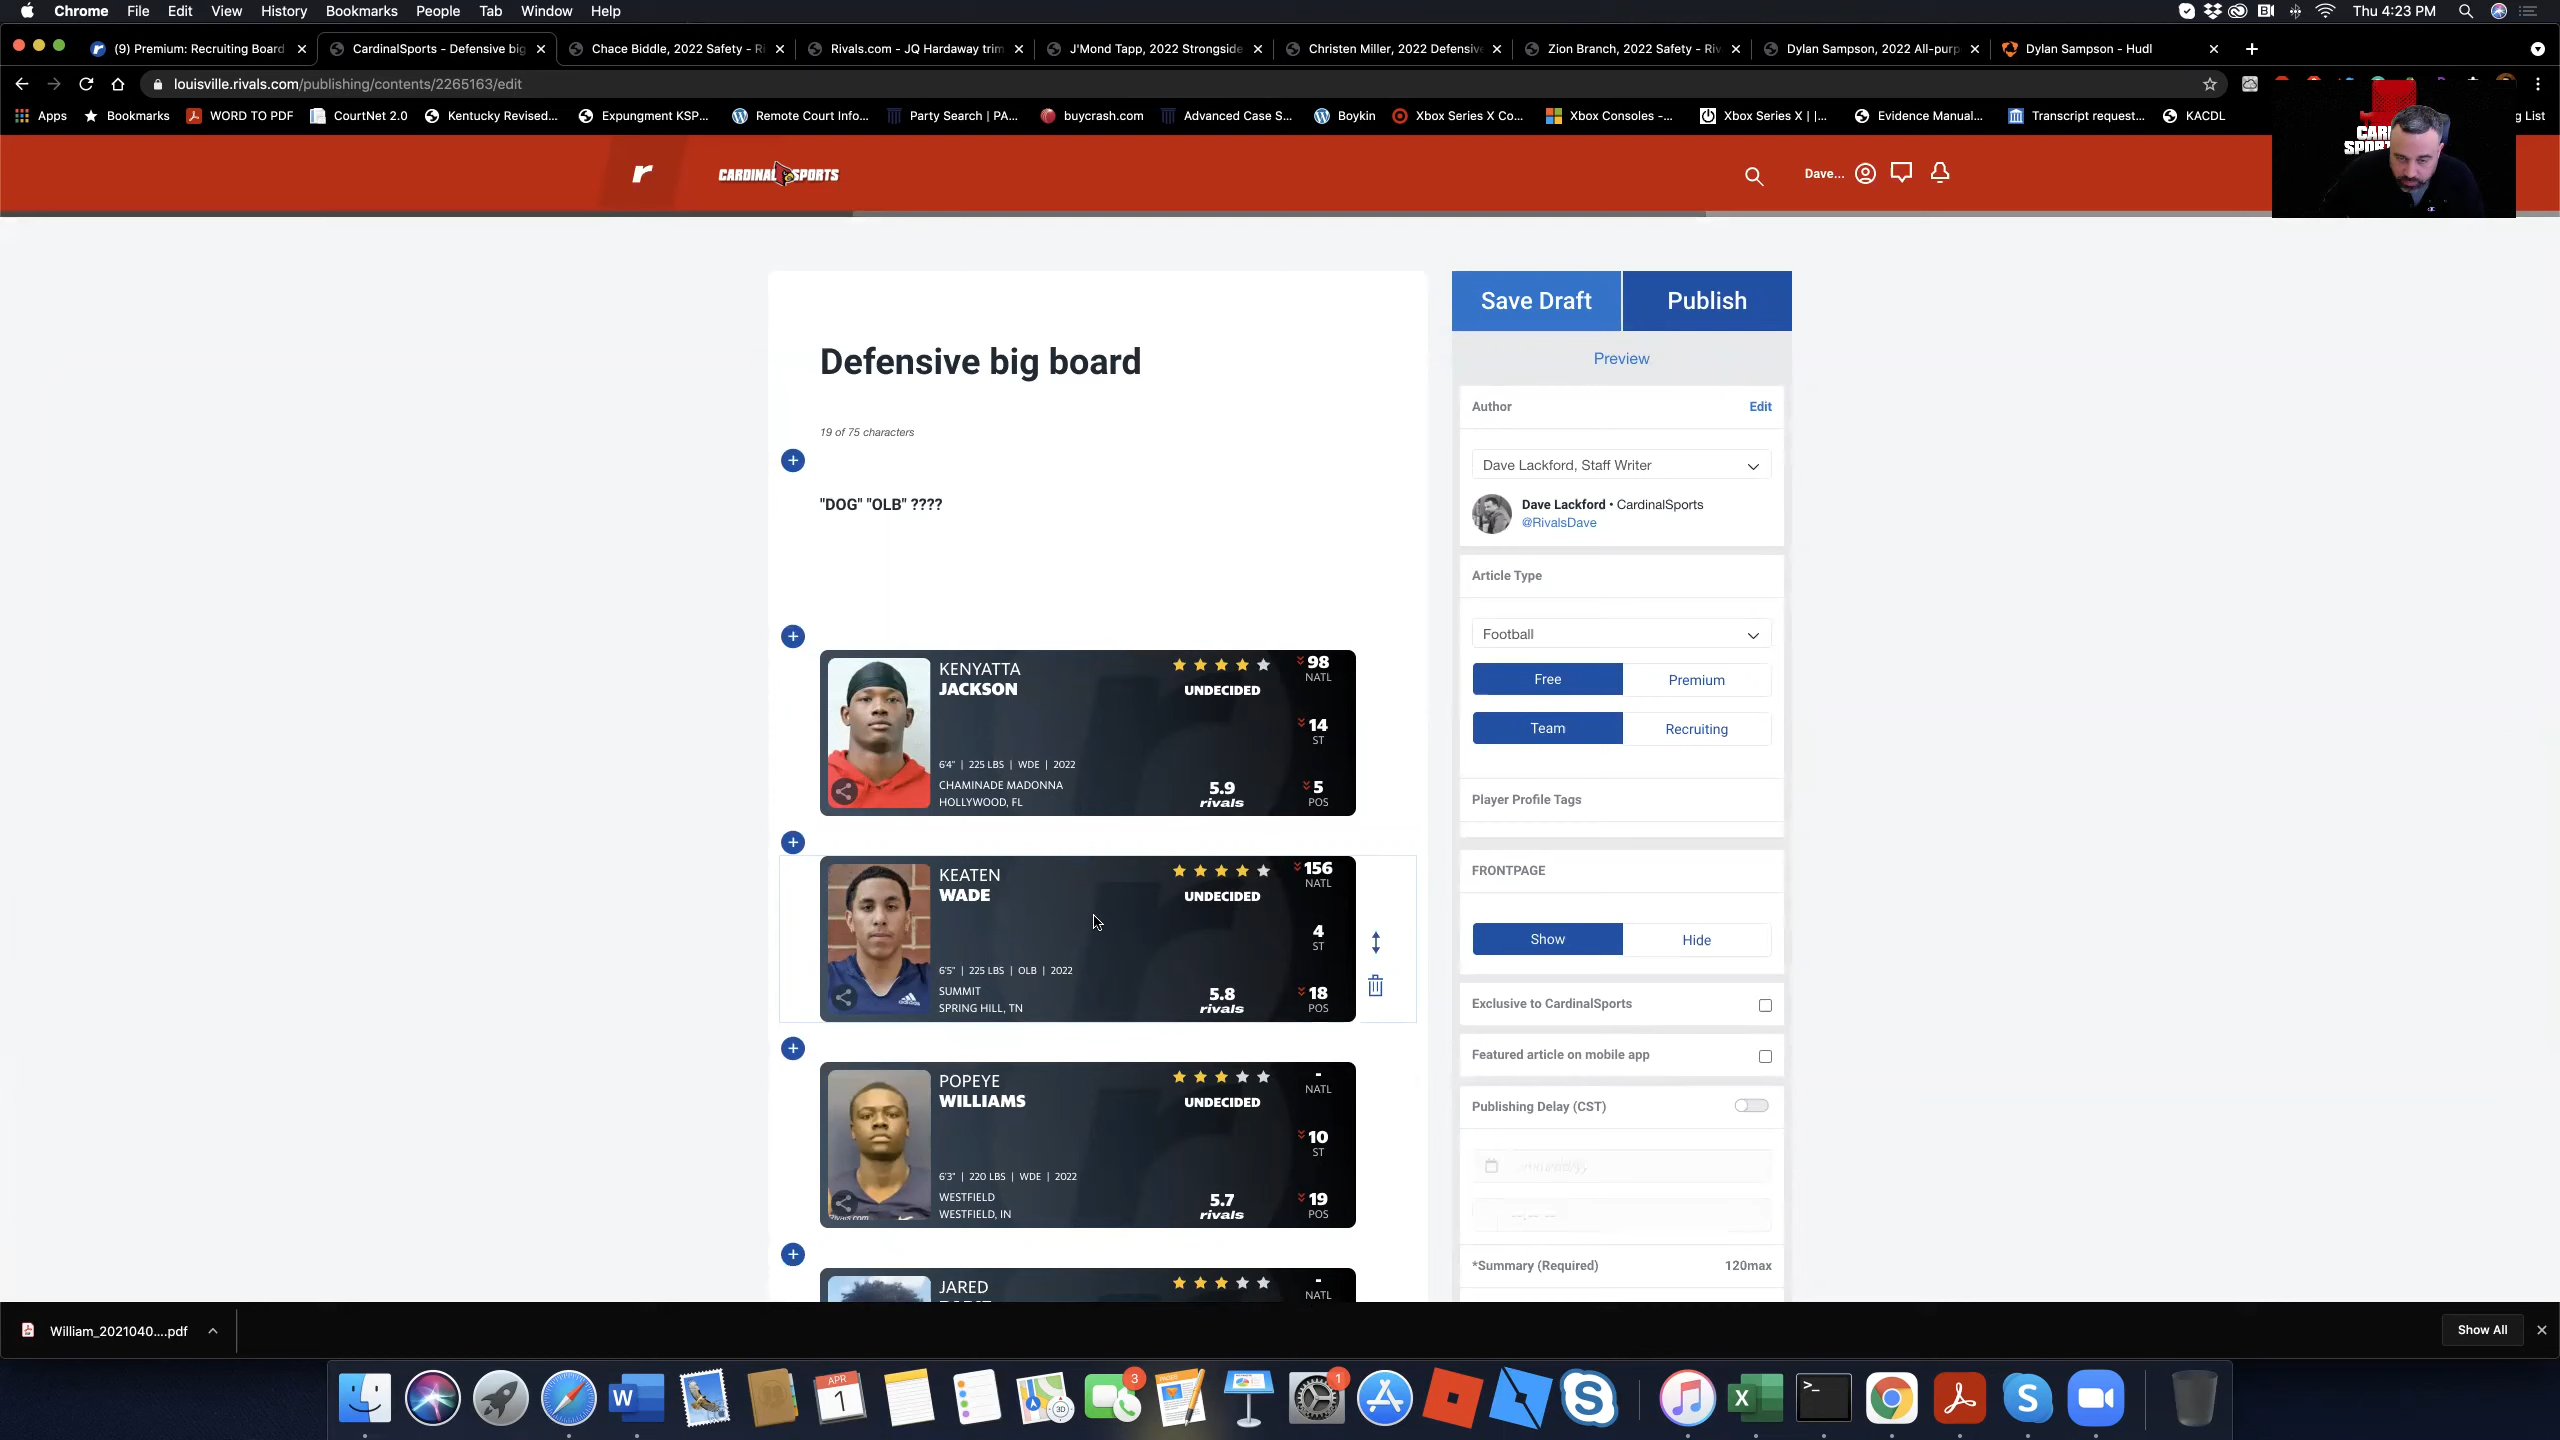 Chrome File Edit View History Bookmarks People Tab Window Help Thu 4:23 PM
(9) Premium: Recruiting Board CardinalSports - Defensive big Chace Biddle, 2022 Safety - Ri Rivals.com - JQ Hardaway trim J'Mond Tapp, 2022 Strongside Christen Miller, 2022 Defensive Zion Branch, 2022 Safety - Riv Dylan Sampson, 2022 All-purp Dylan Sampson - Hudl
louisville.rivals.com/publishing/contents/2265163/edit
Apps Bookmarks WORD TO PDF CourtNet 2.0 Kentucky Revised... Expungment KSP... Remote Court Info... Party Search | PA... buycrash.com Advanced Case S... Boykin Xbox Series X Co... Xbox Consoles -... Xbox Series X | |... Evidence Manual... Transcript request... KACDL g List
r CARDINAL SPORTS Dave...
Save Draft Publish
Preview
Defensive big board
19 of 75 characters
"DOG" "OLB" ????
Author Edit
Dave Lackford, Staff Writer
Dave Lackford • CardinalSports
@RivalsDave
Article Type
Football
Free Premium
Team Recruiting
Player Profile Tags
FRONTPAGE
Show Hide
Exclusive to CardinalSports
Featured article on mobile app
Publishing Delay (CST)
*Summary (Required) 120max
KENYATTA
JACKSON
UNDECIDED
98
NATL
14
ST
6'4" | 225 LBS | WDE | 2022
CHAMINADE MADONNA
HOLLYWOOD, FL
5.9
rivals
5
POS
KEATEN
WADE
UNDECIDED
156
NATL
4
ST
6'5" | 225 LBS | OLB | 2022
SUMMIT
SPRING HILL, TN
5.8
rivals
18
POS
POPEYE
WILLIAMS
UNDECIDED
-
NATL
10
ST
6'3" | 220 LBS | WDE | 2022
WESTFIELD
WESTFIELD, IN
5.7
rivals
19
POS
JARED
-
NATL
William_2021040....pdf Show All
APR
1
3
1